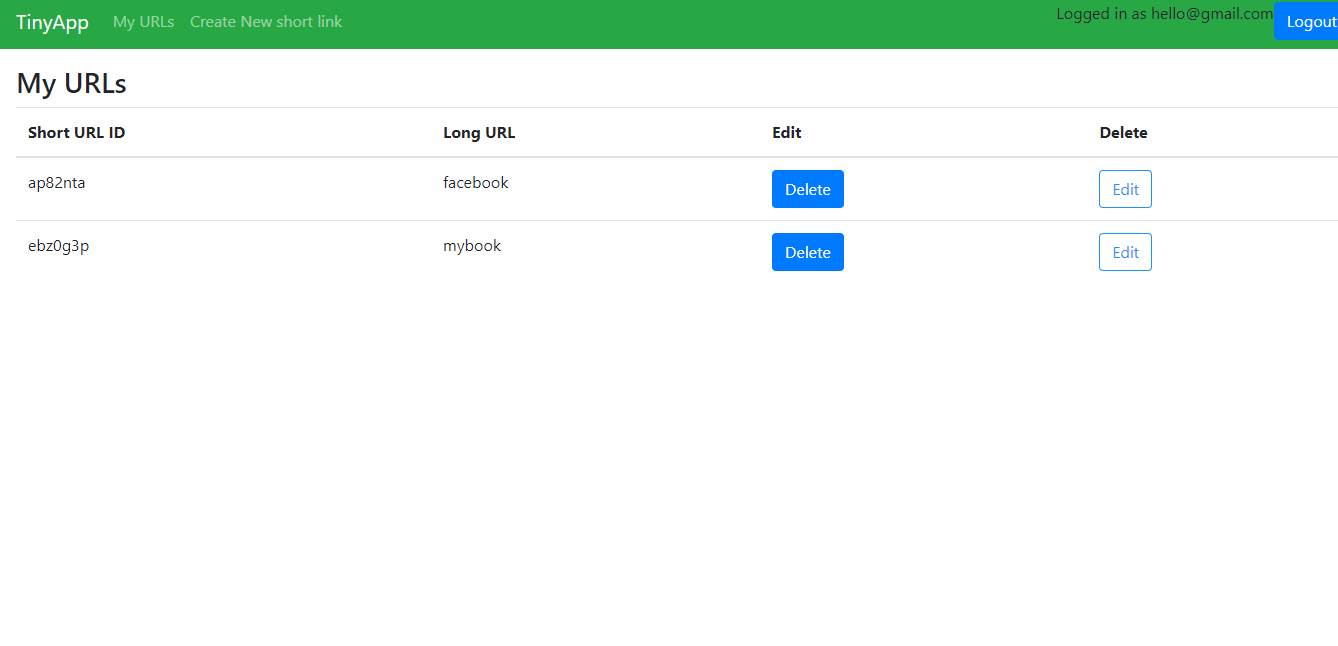 TinyApp My URLs Create New short link Logged in as hello@gmail.com Logout
My URLs
Short URL ID Long URL Edit Delete
ap82nta facebook Delete Edit
ebz0g3p mybook Delete Edit